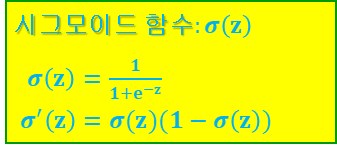 시그모이드 함수: σ(z)
σ(z) = 1/(1+e^{-z})
σ′(z) = σ(z)(1 − σ(z))